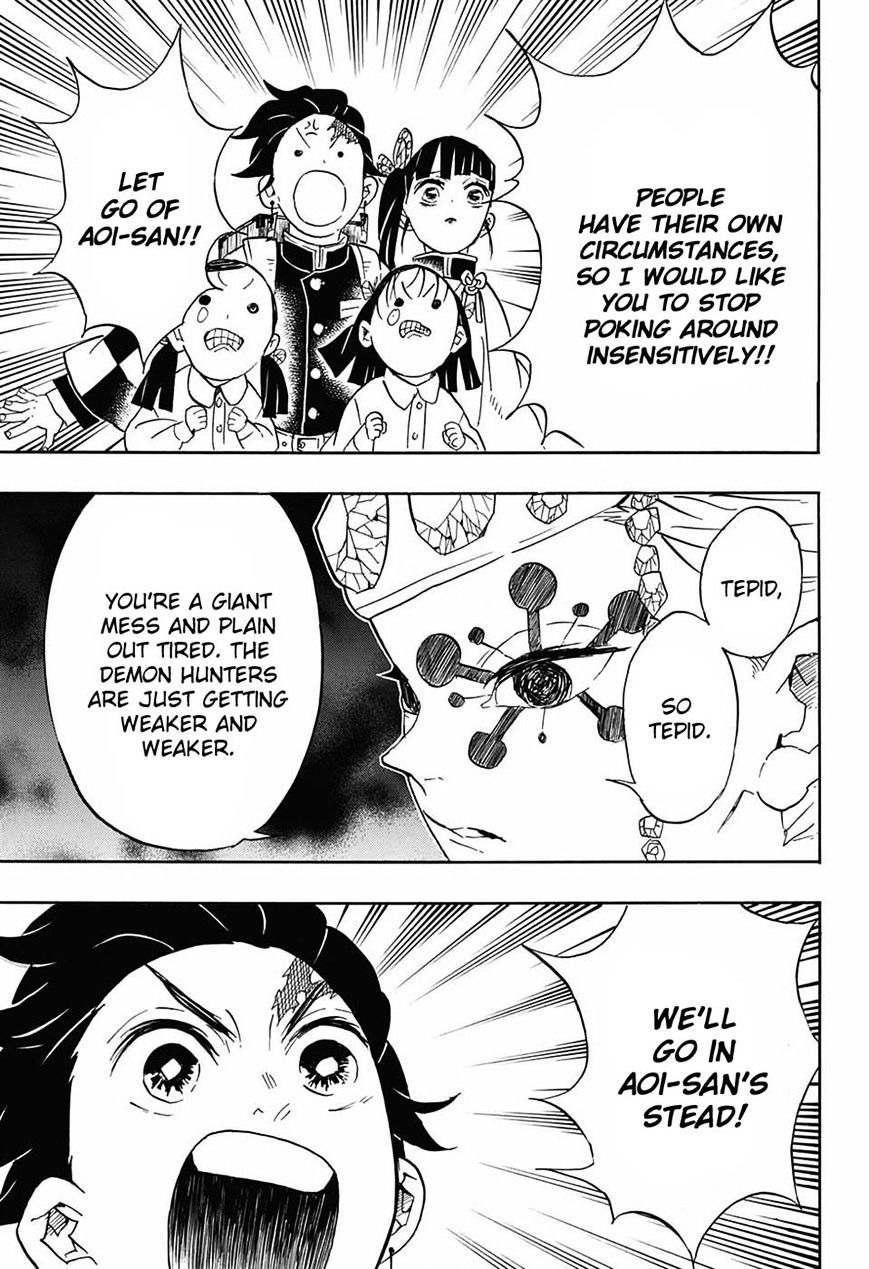 PEOPLE
HAVE THEIR OWN
CIRCUMSTANCES,
SO I WOULD LIKE
YOU TO STOP
POKING AROUND
INSENSITIVELY!!
LET
GO OF
AOI-SAN!!
TEPID,
SO
TEPID.
YOU'RE A GIANT
MESS AND PLAIN
OUT TIRED. THE
DEMON HUNTERS
ARE JUST GETTING
WEAKER AND
WEAKER.
WE'LL
GO IN
AOI-SAN'S
STEAD!